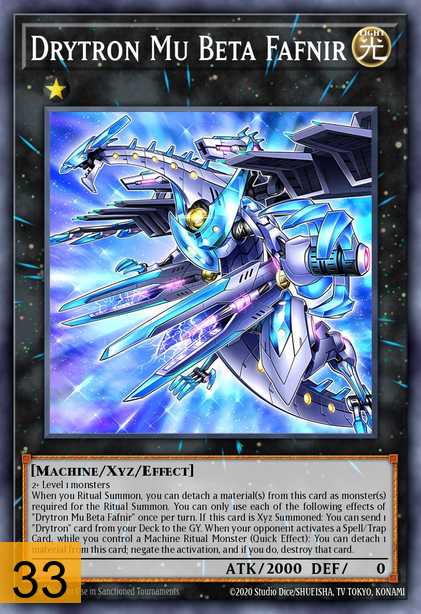 DRYTRON MU BETA FAFNIR
LIGHT
光
[MACHINE/XYZ/EFFECT]
2+ Level 1 monsters
When you Ritual Summon, you can detach a material(s) from this card as monster(s)
required for the Ritual Summon. You can only use each of the following effects of
"Drytron Mu Beta Fafnir" once per turn. If this card is Xyz Summoned: You can send 1
"Drytron" card from your Deck to the GY. When your opponent activates a Spell/Trap
Card, while you control a Machine Ritual Monster (Quick Effect): You can detach 1
material from this card; negate the activation, and if you do, destroy that card.
ATK/2000 DEF/ 0
33
Use in Sanctioned Tournaments
©2020 Studio Dice/SHUEISHA, TV TOKYO, KONAMI